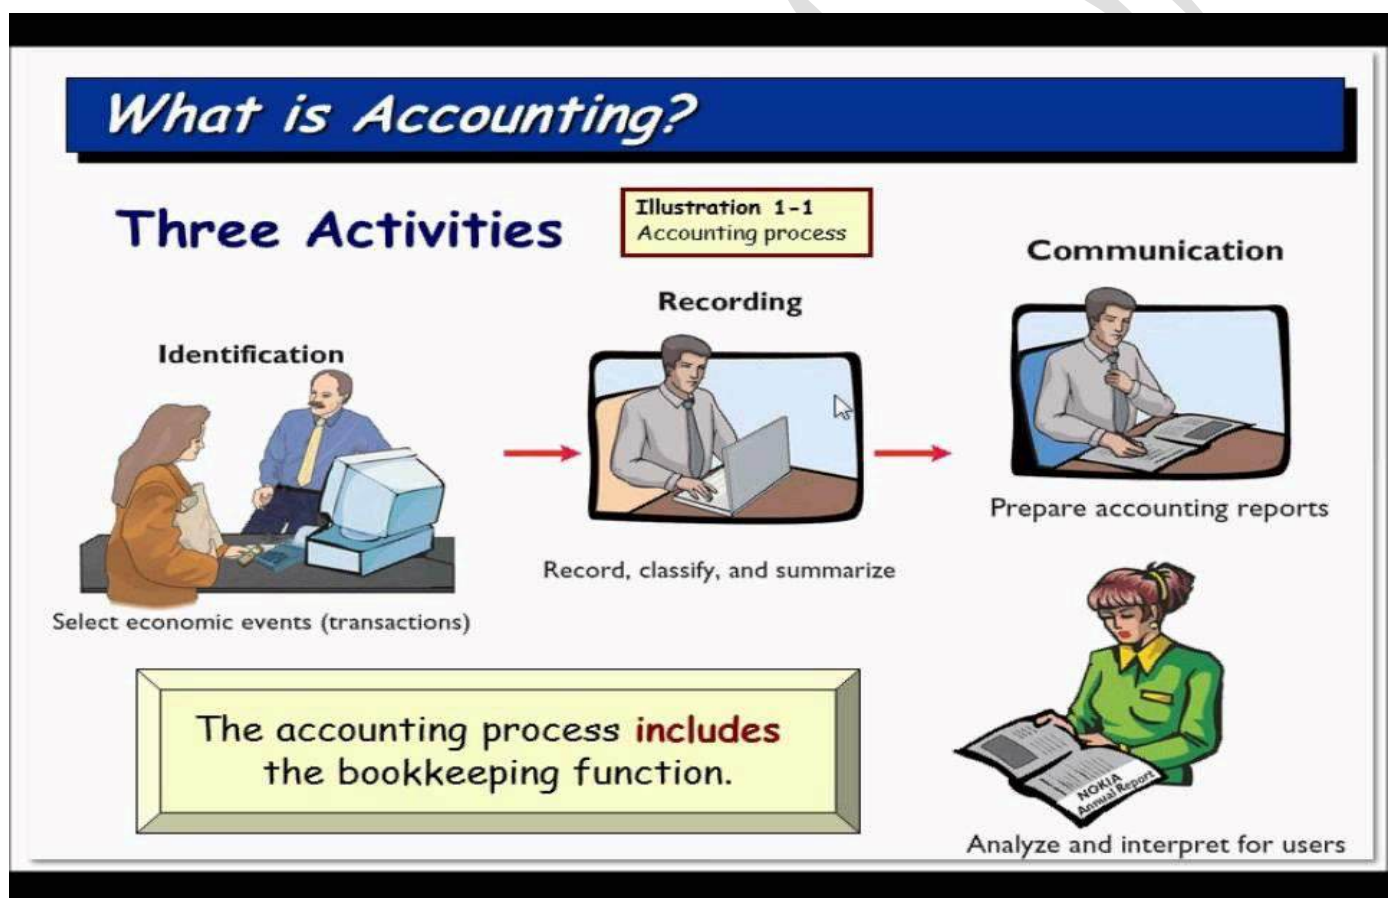 What is Accounting?
Three Activities
Illustration 1-1
Accounting process
Identification
Select economic events (transactions)
Recording
Record, classify, and summarize
Communication
Prepare accounting reports
NOKIA
Annual Report
Analyze and interpret for users
The accounting process includes
the bookkeeping function.